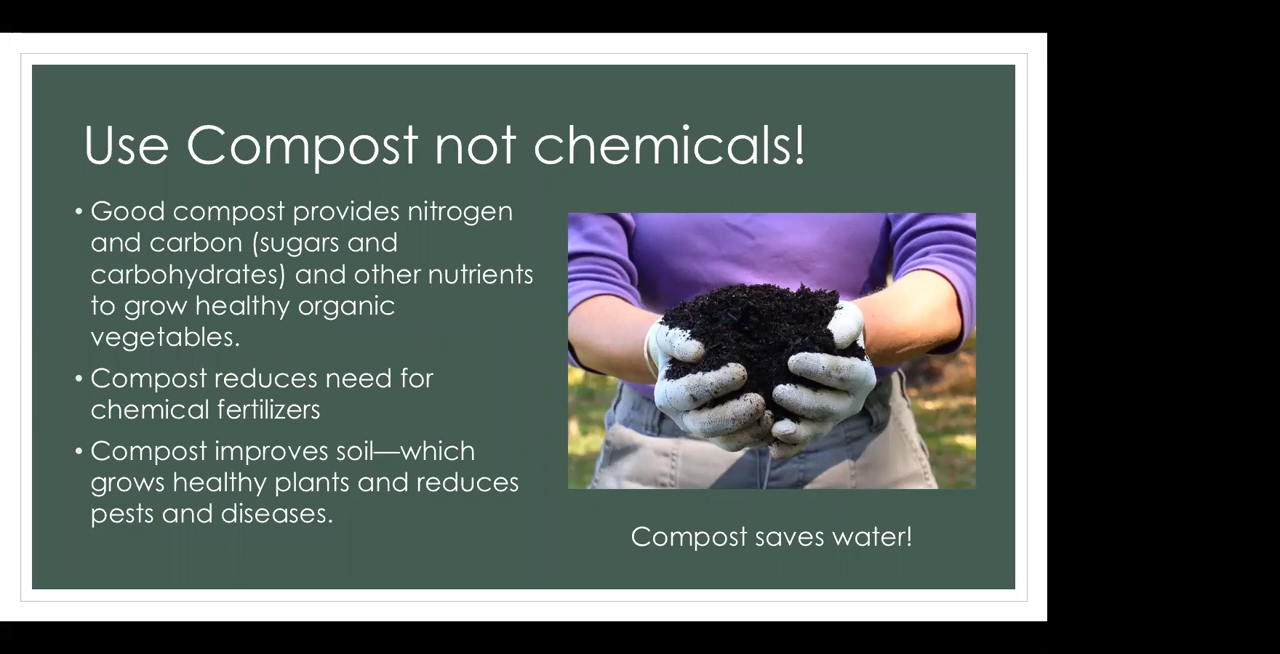 Use Compost not chemicals!
• Good compost provides nitrogen
and carbon (sugars and
carbohydrates) and other nutrients
to grow healthy organic
vegetables.
• Compost reduces need for
chemical fertilizers
• Compost improves soil—which
grows healthy plants and reduces
pests and diseases.
Compost saves water!